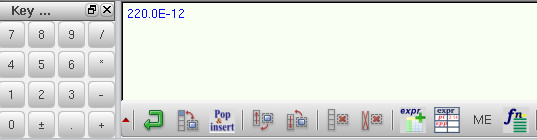 Key ...
220.0E-12
7 8 9 /
4 5 6 *
1 2 3 -
0 ± . +
Pop & insert
expr
expr
ME
fn